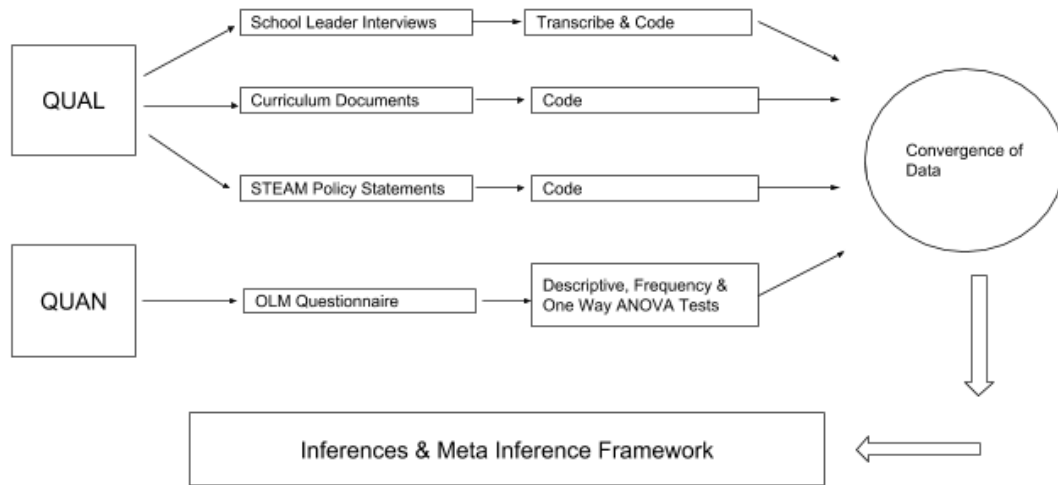 School Leader Interviews
Transcribe & Code
QUAL
Curriculum Documents
Code
Convergence of
Data
STEAM Policy Statements
Code
QUAN
OLM Questionnaire
Descriptive, Frequency &
One Way ANOVA Tests
Inferences & Meta Inference Framework